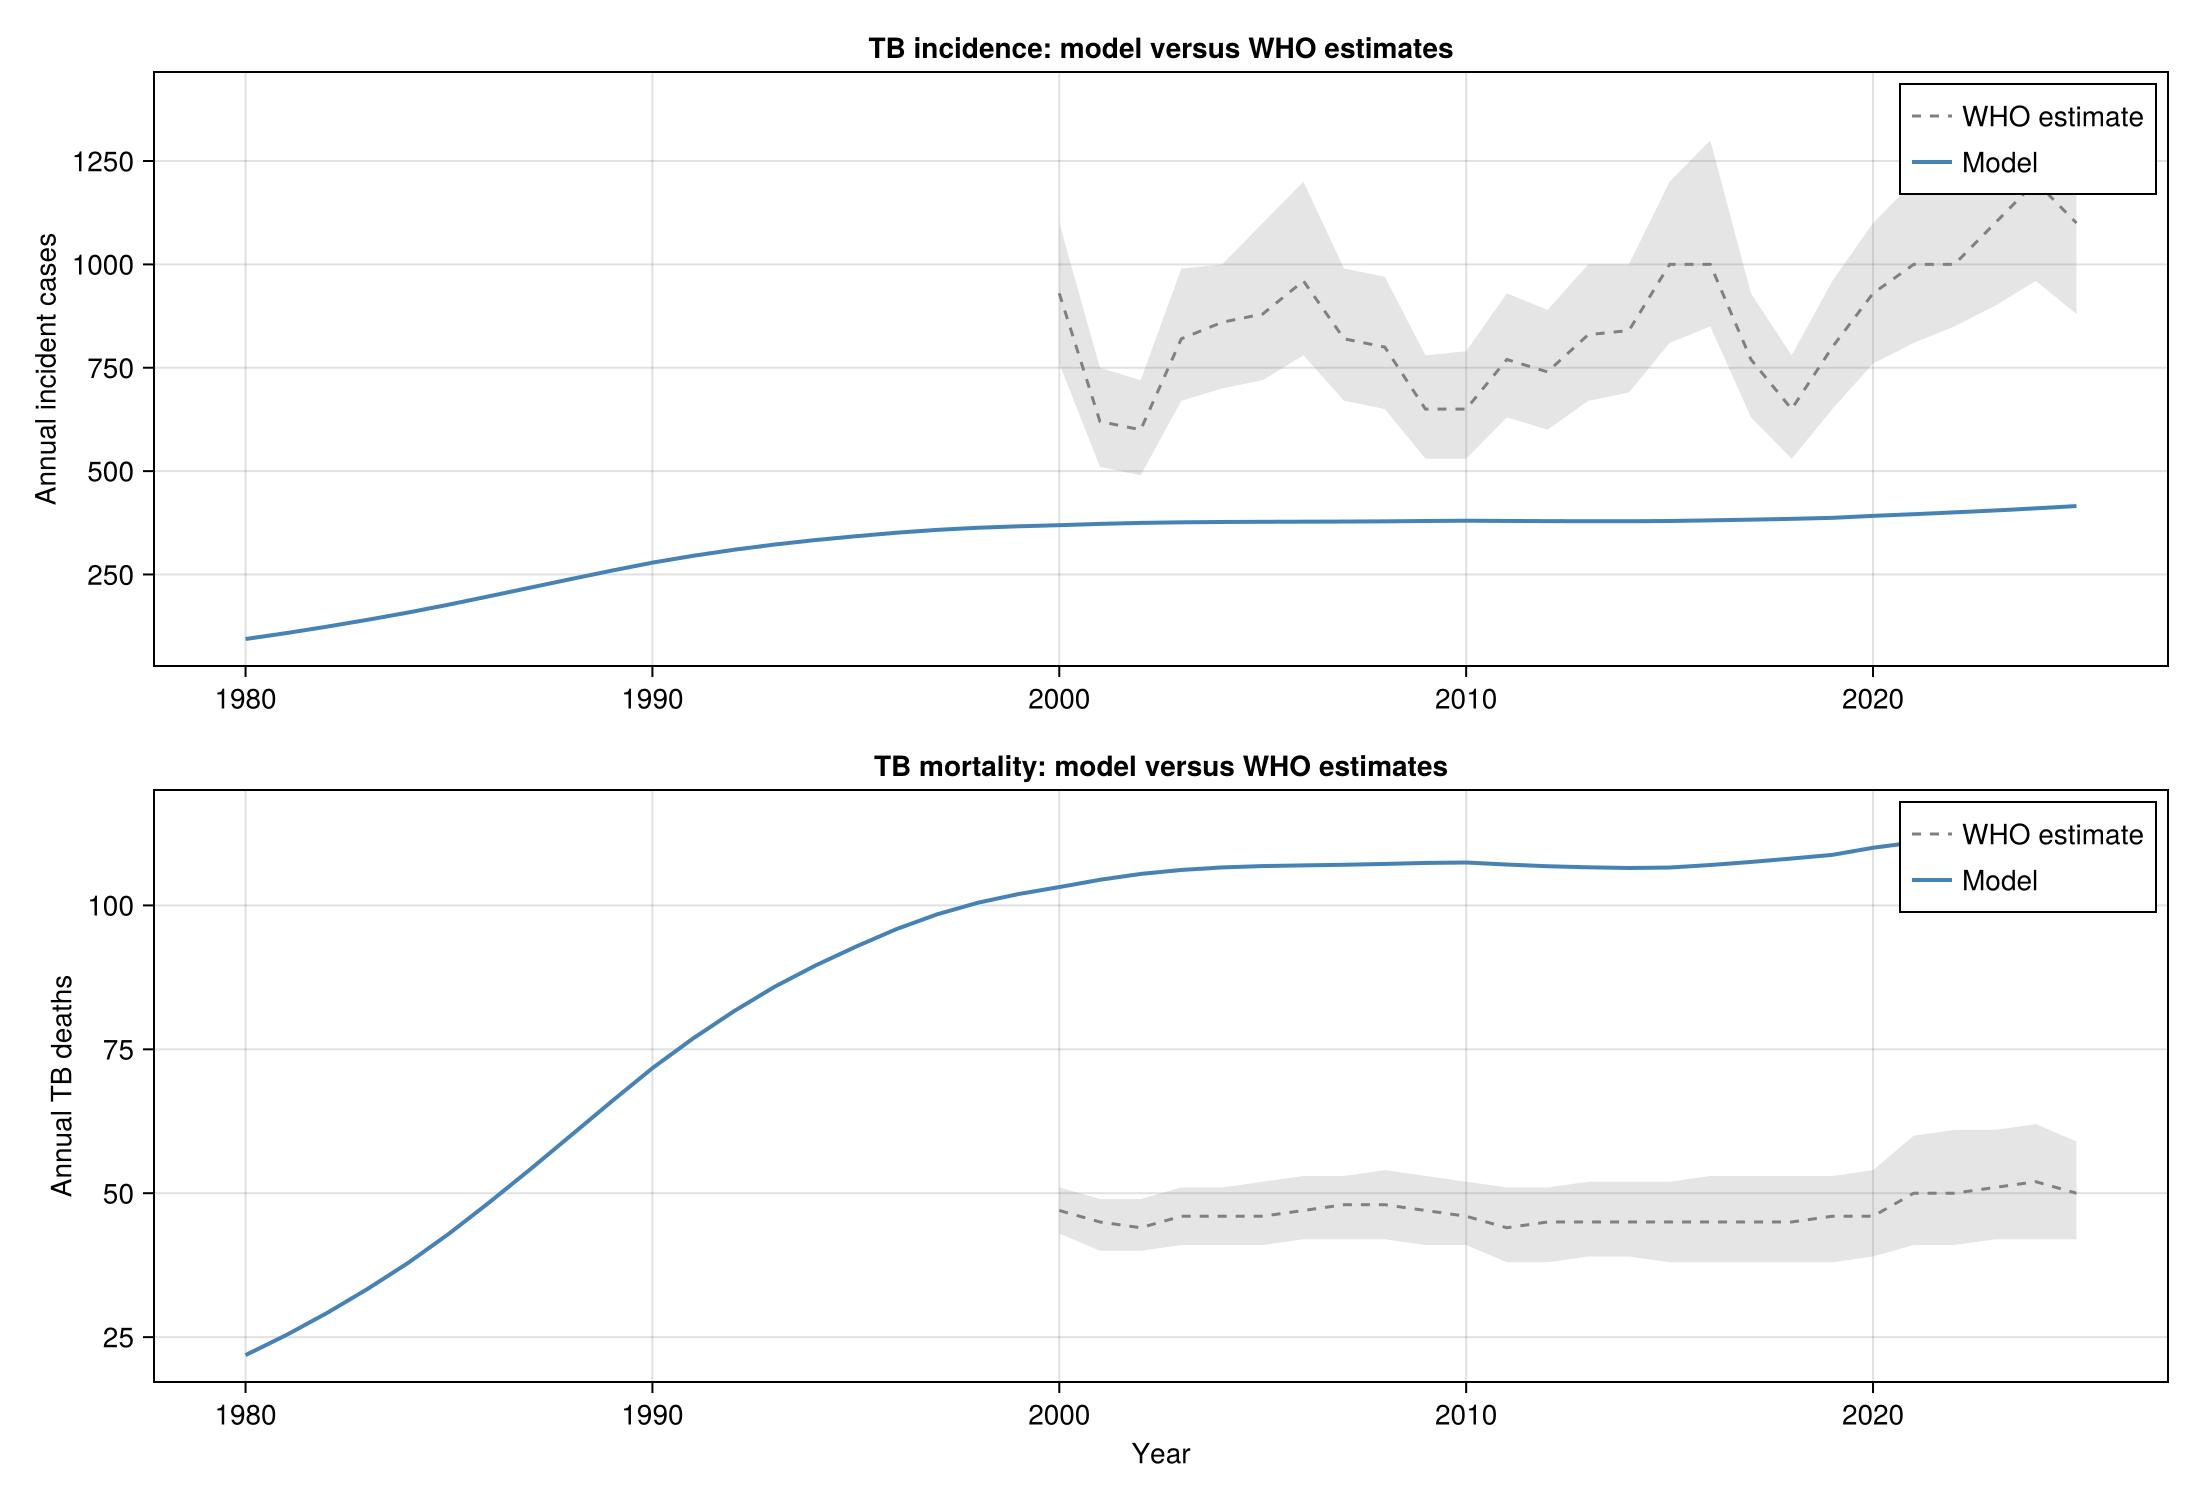 TB incidence: model versus WHO estimates
WHO estimate
Model
Annual incident cases
1250
1000
750
500
250
1980 1990 2000 2010 2020
TB mortality: model versus WHO estimates
WHO estimate
Model
Annual TB deaths
100
75
50
25
1980 1990 2000 2010 2020
Year